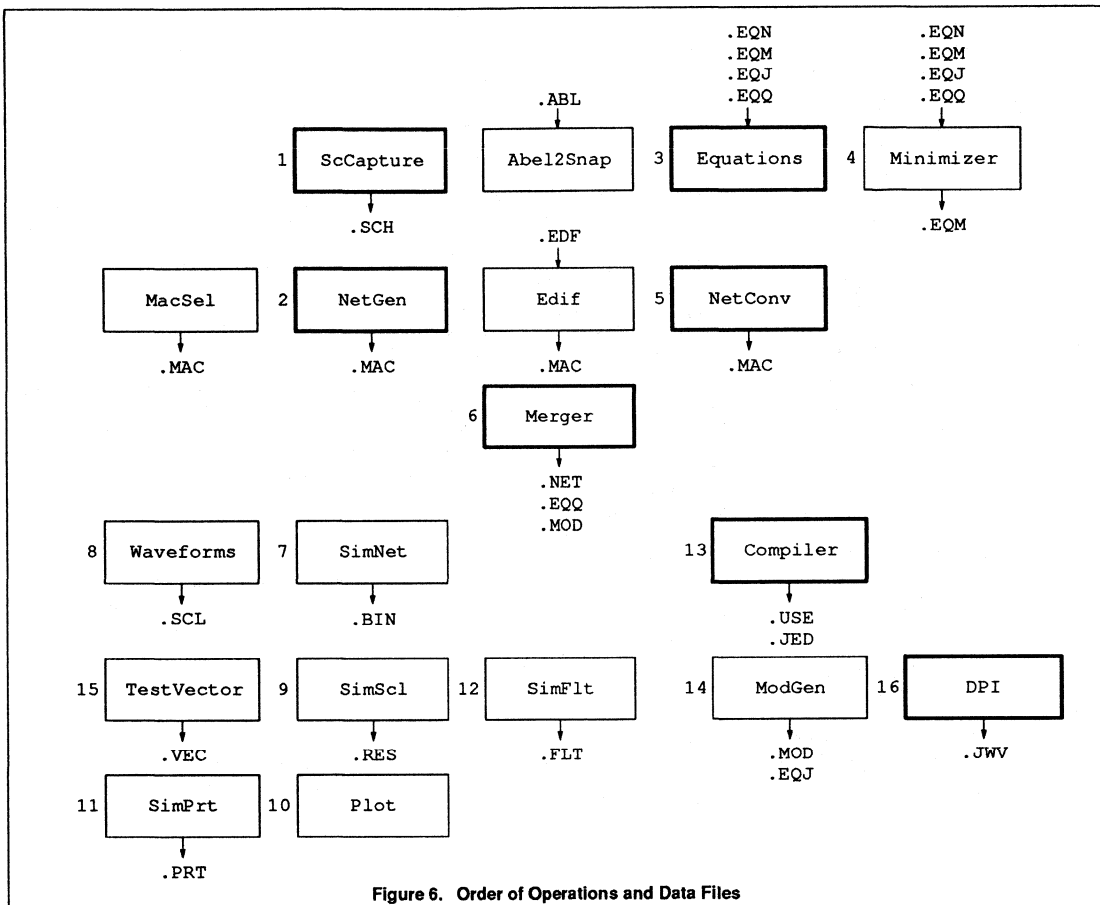 .EQN .EQN
.EQM .EQM
.EQJ .EQJ
.ABL .EQQ .EQQ
1 ScCapture Abel2Snap 3 Equations 4 Minimizer
.SCH .EQM
.EDF
MacSel 2 NetGen Edif 5 NetConv
.MAC .MAC .MAC .MAC
6 Merger
.NET
.EQQ
.MOD
8 Waveforms 7 SimNet 13 Compiler
.SCL .BIN .USE
.JED
15 TestVector 9 SimScl 12 SimFlt 14 ModGen 16 DPI
.VEC .RES .FLT .MOD .JWV
.EQJ
11 SimPrt 10 Plot
.PRT
Figure 6. Order of Operations and Data Files